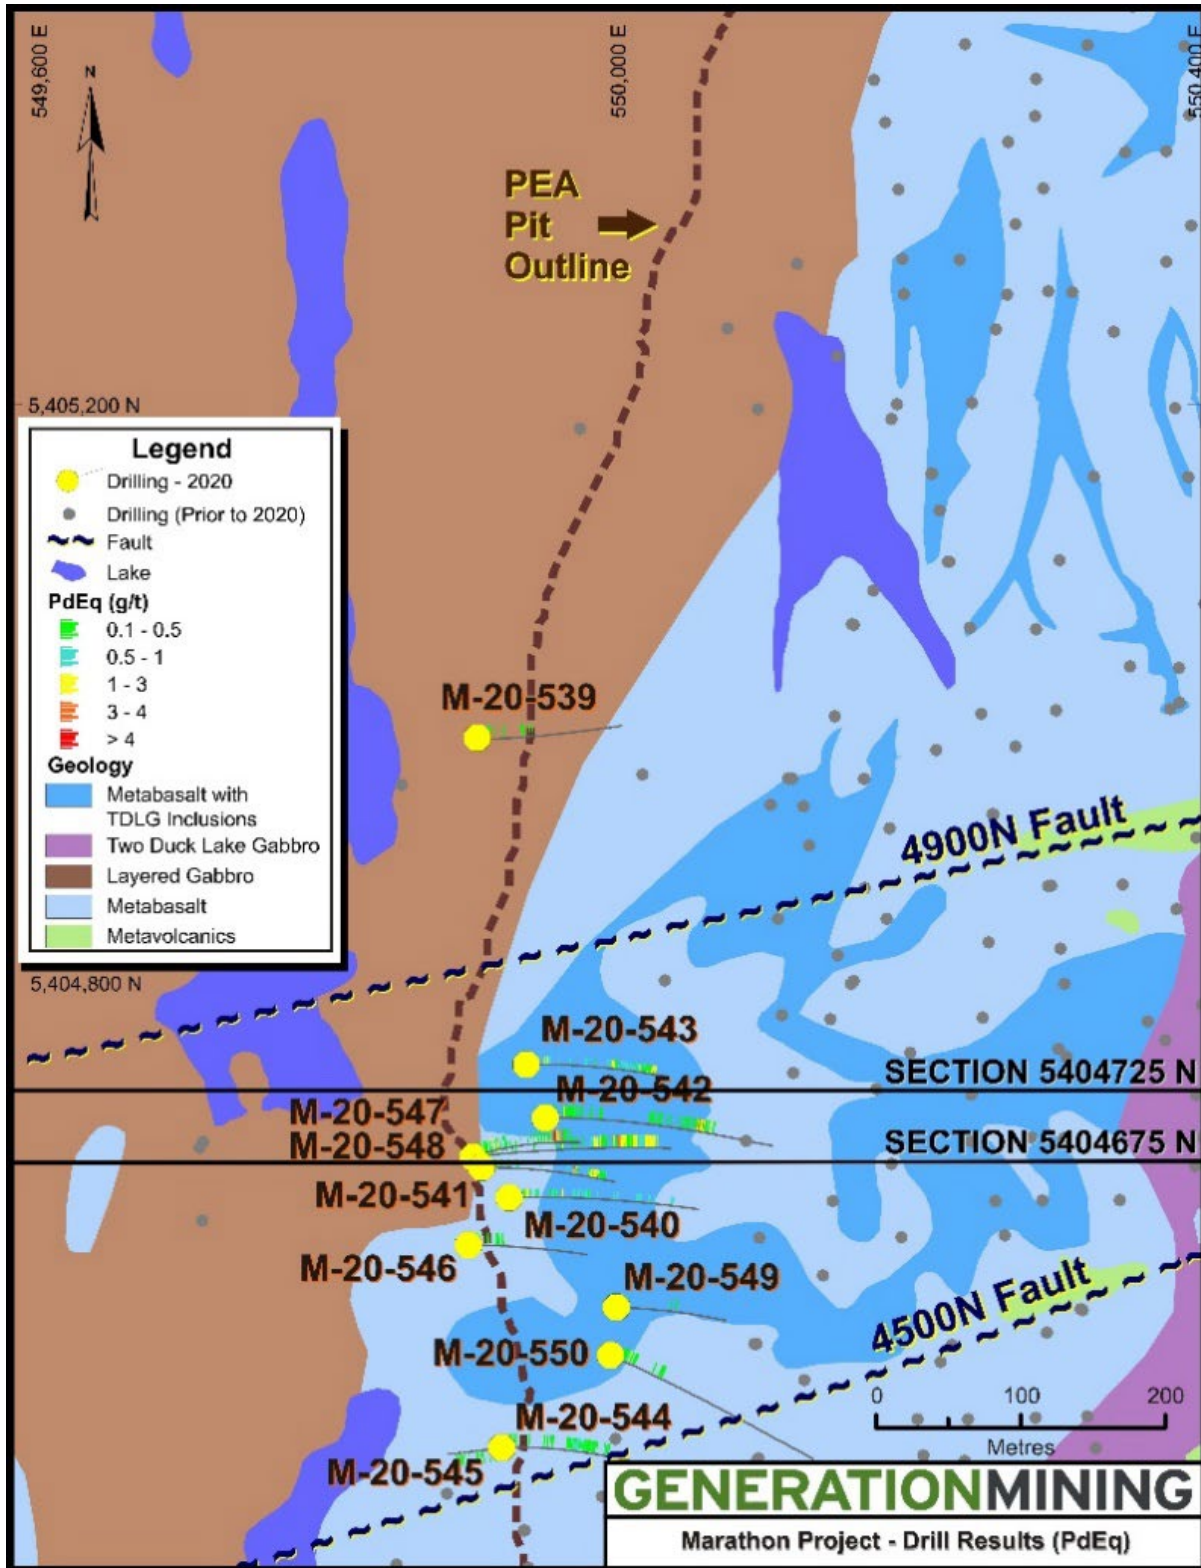 549,600 E
550,000 E
550,400 E
N
PEA
Pit
Outline
5,405,200 N
Legend
Drilling - 2020
Drilling (Prior to 2020)
Fault
Lake
PdEq (g/t)
0.1 - 0.5
0.5 - 1
1 - 3
3 - 4
> 4
Geology
Metabasalt with
TDLG Inclusions
Two Duck Lake Gabbro
Layered Gabbro
Metabasalt
Metavolcanics
M-20-539
4900N Fault
5,404,800 N
M-20-543
SECTION 5404725 N
M-20-542
M-20-547
M-20-548
SECTION 5404675 N
M-20-541
M-20-540
M-20-546
M-20-549
4500N Fault
M-20-550
0 100 200
Metres
M-20-544
M-20-545
GENERATIONMINING
Marathon Project - Drill Results (PdEq)